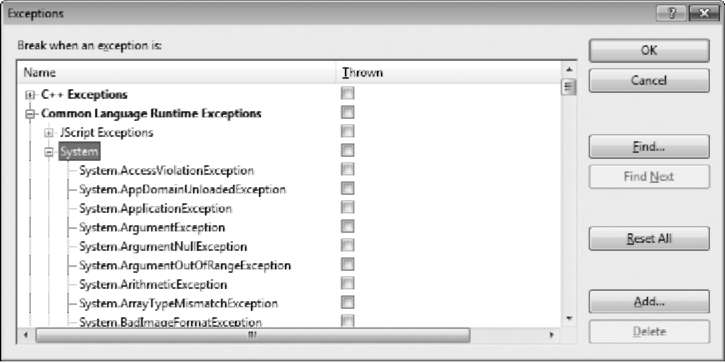 Exceptions
Break when an exception is:
Name Thrown
C++ Exceptions
Common Language Runtime Exceptions
JScript Exceptions
System
System.AccessViolationException
System.AppDomainUnloadedException
System.ApplicationException
System.ArgumentException
System.ArgumentNullException
System.ArgumentOutOfRangeException
System.ArithmeticException
System.ArrayTypeMismatchException
System.BadImageFormatException
OK
Cancel
Find...
Find Next
Reset All
Add...
Delete